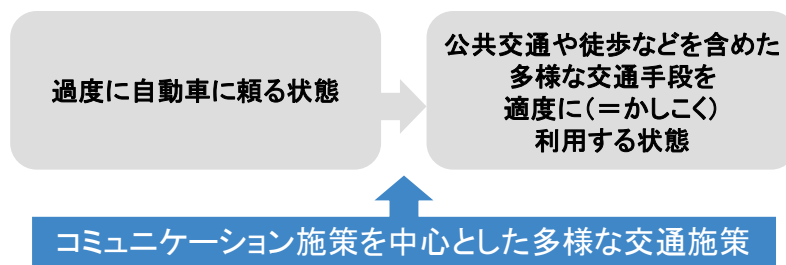 過度に自動車に頼る状態
公共交通や徒歩などを含めた
多様な交通手段を
適度に(＝かしこく)
利用する状態
コミュニケーション施策を中心とした多様な交通施策